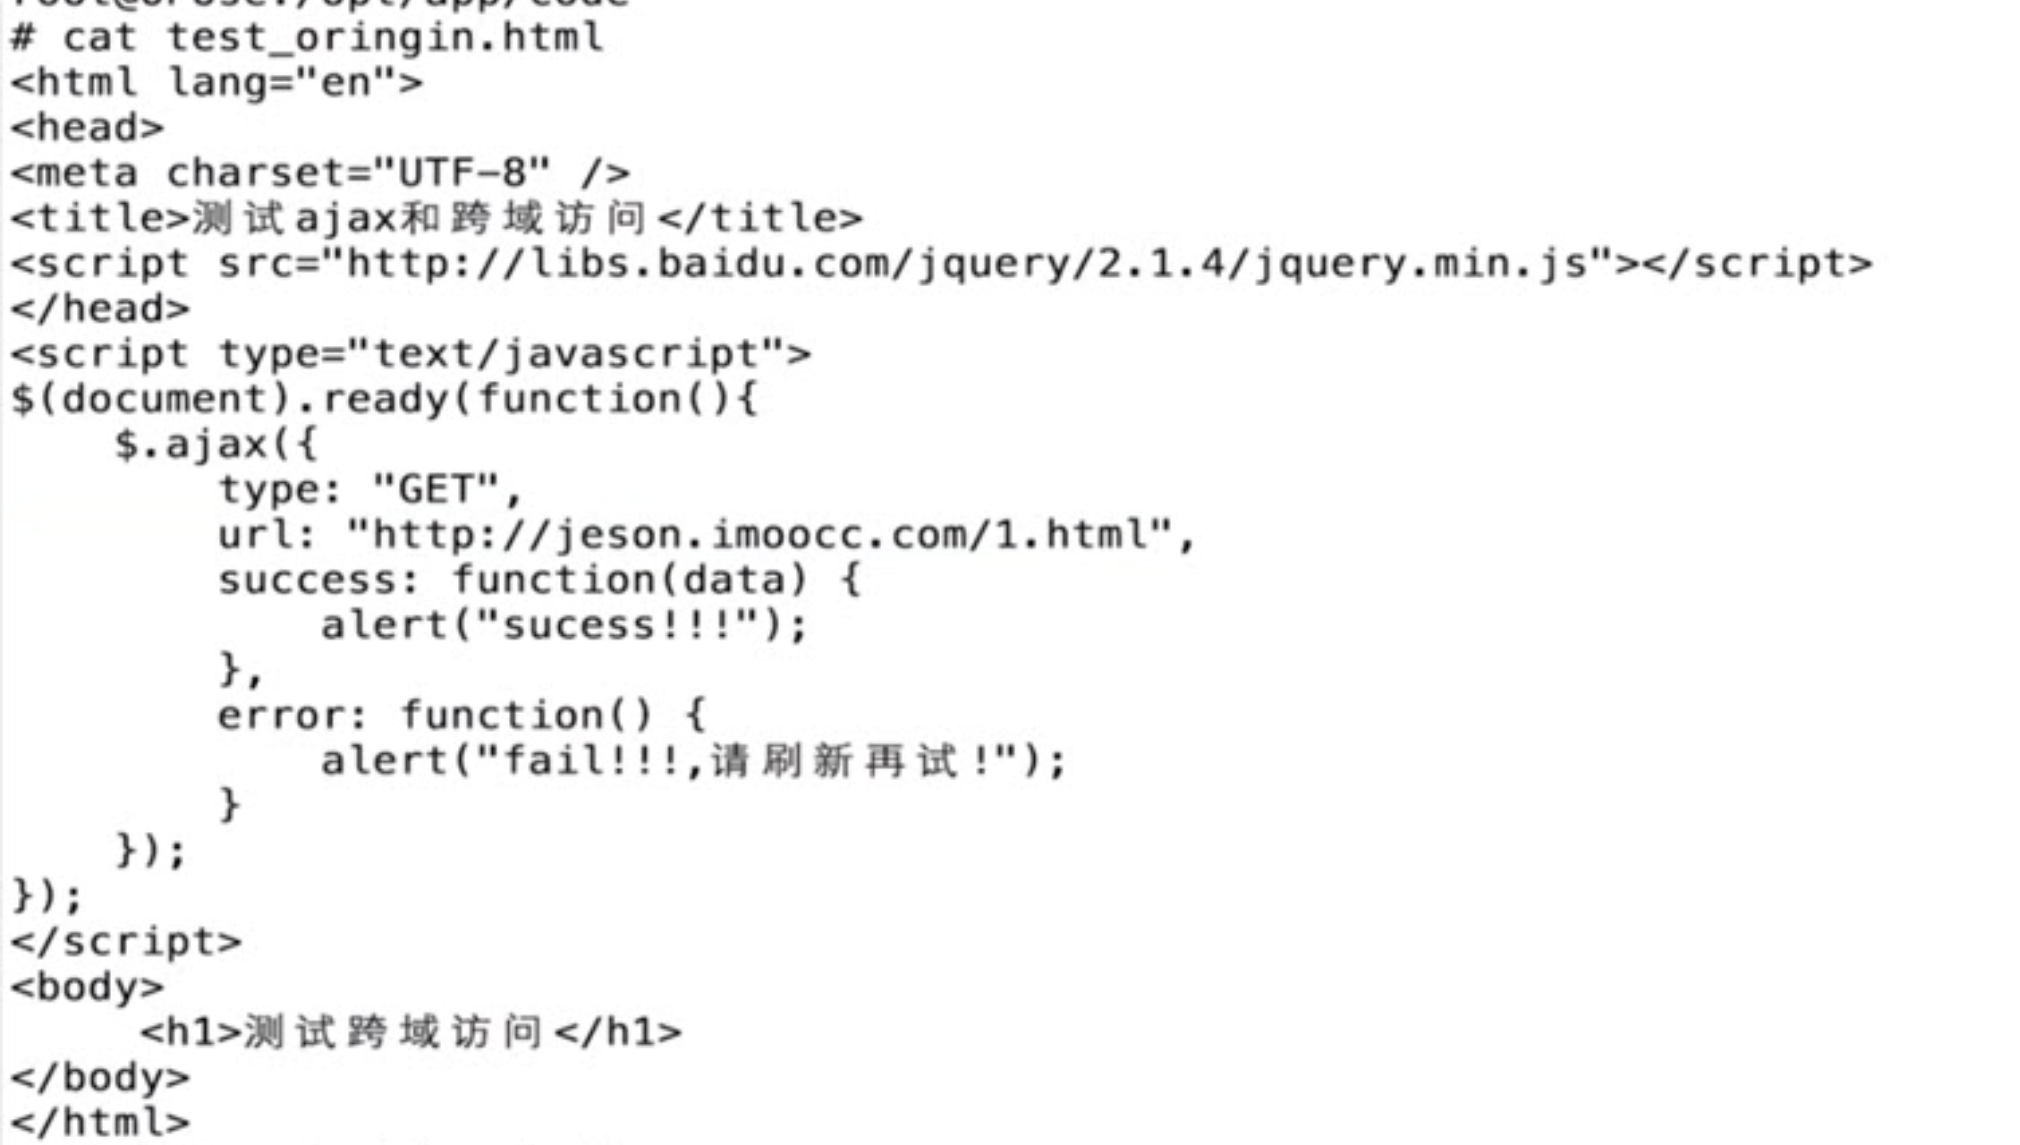 # cat test_oringin.html
<html lang="en">
<head>
<meta charset="UTF-8" />
<title>测试ajax和跨域访问</title>
<script src="http://libs.baidu.com/jquery/2.1.4/jquery.min.js"></script>
</head>
<script type="text/javascript">
$(document).ready(function(){
    $.ajax({
        type: "GET",
        url: "http://jeson.imoocc.com/1.html",
        success: function(data) {
            alert("sucess!!!");
        },
        error: function() {
            alert("fail!!!,请刷新再试!");
        }
    });
});
</script>
<body>
     <h1>测试跨域访问</h1>
</body>
</html>